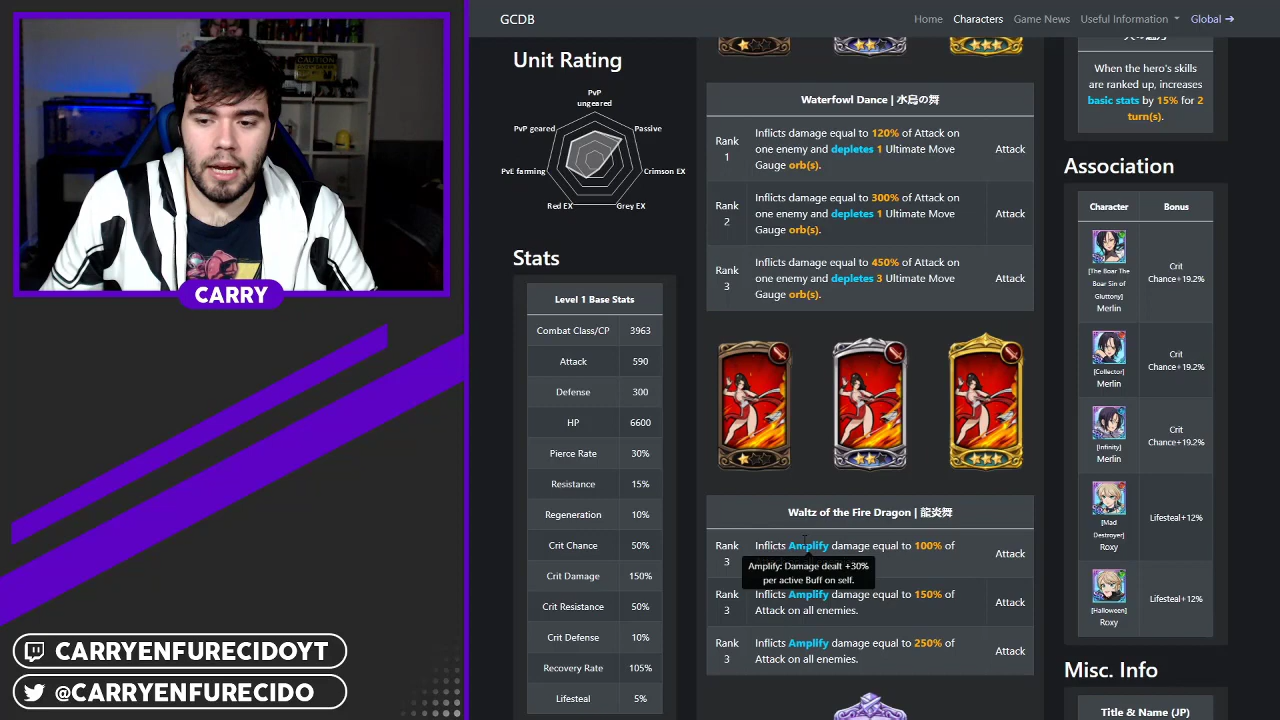 GCDB
Home Characters Game News Useful Information Global ➔
Unit Rating
PvP
ungeared
PvP geared
Passive
PvE farming
Crimson EX
Red EX
Grey EX
Stats
Level 1 Base Stats
Combat Class/CP 3963
Attack 590
Defense 300
HP 6600
Pierce Rate 30%
Resistance 15%
Regeneration 10%
Crit Chance 50%
Crit Damage 150%
Crit Resistance 50%
Crit Defense 10%
Recovery Rate 105%
Lifesteal 5%
Waterfowl Dance | 水鳥の舞
Rank
1
Inflicts damage equal to 120% of Attack on
one enemy and depletes 1 Ultimate Move
Gauge orb(s).
Attack
Rank
2
Inflicts damage equal to 300% of Attack on
one enemy and depletes 1 Ultimate Move
Gauge orb(s).
Attack
Rank
3
Inflicts damage equal to 450% of Attack on
one enemy and depletes 3 Ultimate Move
Gauge orb(s).
Attack
Waltz of the Fire Dragon | 龍炎舞
Rank
3
Inflicts Amplify damage equal to 100% of
Attack
Amplify: Damage dealt +30%
per active Buff on self.
Rank
3
Inflicts Amplify damage equal to 150% of
Attack on all enemies.
Attack
Rank
3
Inflicts Amplify damage equal to 250% of
Attack on all enemies.
Attack
When the hero's skills
are ranked up, increases
basic stats by 15% for 2
turn(s).
Association
Character Bonus
[The Boar The
Boar Sin of
Gluttony]
Merlin
Crit
Chance+19.2%
[Collector]
Merlin
Crit
Chance+19.2%
[Infinity]
Merlin
Crit
Chance+19.2%
[Mad
Destroyer]
Roxy
Lifesteal+12%
[Halloween]
Roxy
Lifesteal+12%
Misc. Info
Title & Name (JP)
CAUTION
CARRY
CARRYENFURECIDOYT
@CARRYENFURECIDO